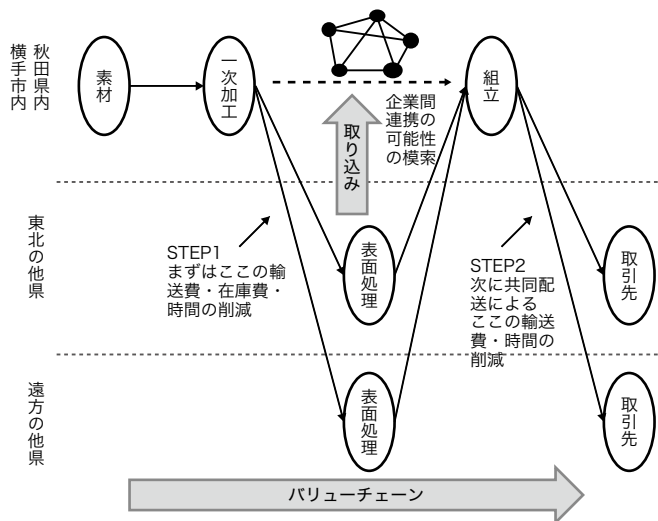 秋田県内
横手市内
素材
一次加工
組立
企業間
連携の
可能性
の模索
取り込み
東北の他県
STEP1
まずはここの輸
送費・在庫費・
時間の削減
表面処理
STEP2
次に共同配
送による
ここの輸送
費・時間の
削減
取引先
遠方の他県
表面処理
取引先
バリューチェーン